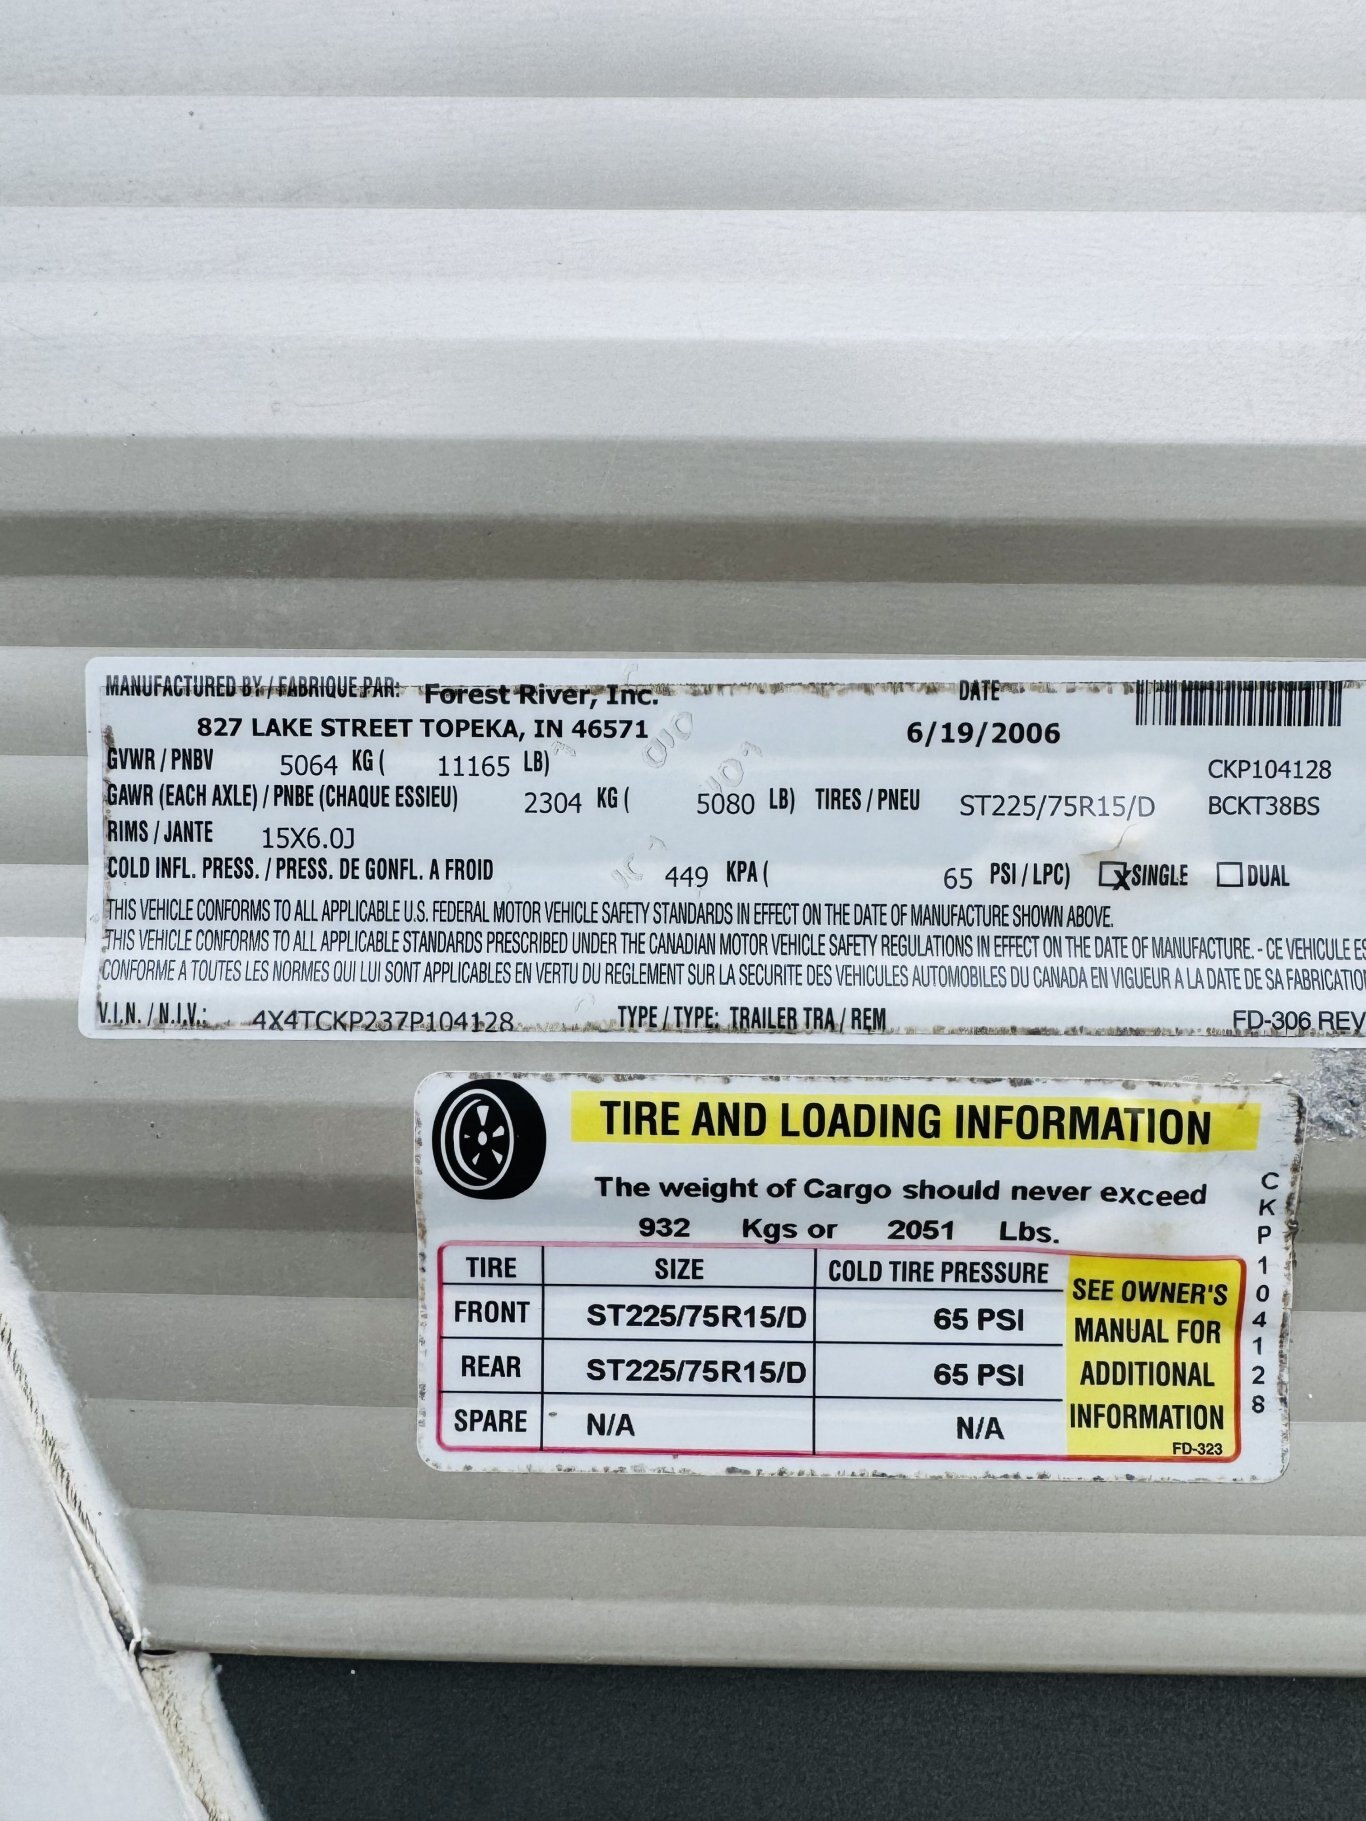 MANUFACTURED BY / FABRIQUE PAR: Forest River, Inc. DATE
827 LAKE STREET TOPEKA, IN 46571 6/19/2006
GVWR / PNBV 5064 KG ( 11165 LB) CKP104128
GAWR (EACH AXLE) / PNBE (CHAQUE ESSIEU) 2304 KG ( 5080 LB) TIRES / PNEU ST225/75R15/D BCKT38BS
RIMS / JANTE 15X6.0J
COLD INFL. PRESS. / PRESS. DE GONFL. A FROID 449 KPA ( 65 PSI / LPC) X SINGLE DUAL
THIS VEHICLE CONFORMS TO ALL APPLICABLE U.S. FEDERAL MOTOR VEHICLE SAFETY STANDARDS IN EFFECT ON THE DATE OF MANUFACTURE SHOWN ABOVE.
THIS VEHICLE CONFORMS TO ALL APPLICABLE STANDARDS PRESCRIBED UNDER THE CANADIAN MOTOR VEHICLE SAFETY REGULATIONS IN EFFECT ON THE DATE OF MANUFACTURE. - CE VEHICULE ES
CONFORME A TOUTES LES NORMES QUI LUI SONT APPLICABLES EN VERTU DU REGLEMENT SUR LA SECURITE DES VEHICULES AUTOMOBILES DU CANADA EN VIGUEUR A LA DATE DE SA FABRICATIO
V.I.N. / N.I.V.: 4X4TCKP237P104128 TYPE / TYPE: TRAILER TRA / REM FD-306 REV
TIRE AND LOADING INFORMATION
The weight of Cargo should never exceed
932 Kgs or 2051 Lbs.
TIRE SIZE COLD TIRE PRESSURE
FRONT ST225/75R15/D 65 PSI
REAR ST225/75R15/D 65 PSI
SPARE N/A N/A
SEE OWNER'S
MANUAL FOR
ADDITIONAL
INFORMATION
FD-323
CKP104128